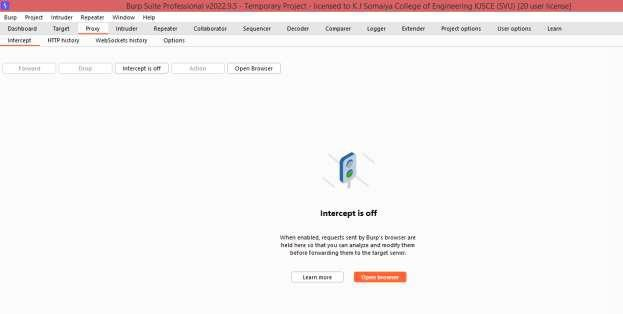 Burp Suite Professional v2022.9.5 - Temporary Project - licensed to K.J Somaiya College of Engineering KJSCE (SVU) [20 user license]
Burp Project Intruder Repeater Window Help
Dashboard Target Proxy Intruder Repeater Collaborator Sequencer Decoder Comparer Logger Extender Project options User options Learn
Intercept HTTP history WebSockets history Options
Forward Drop Intercept is off Action Open Browser
Intercept is off
When enabled, requests sent by Burp's browser are
held here so that you can analyze and modify them
before forwarding them to the target server.
Learn more Open browser